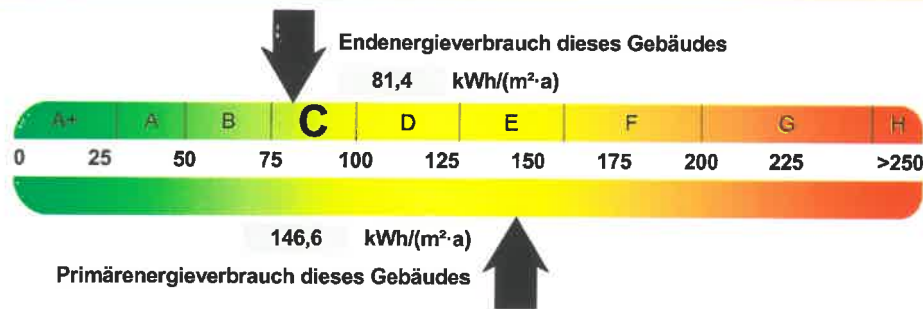 Endenergieverbrauch dieses Gebäudes
81,4 kWh/(m²·a)
A+ A B C D E F G H
0 25 50 75 100 125 150 175 200 225 >250
146,6 kWh/(m²·a)
Primärenergieverbrauch dieses Gebäudes